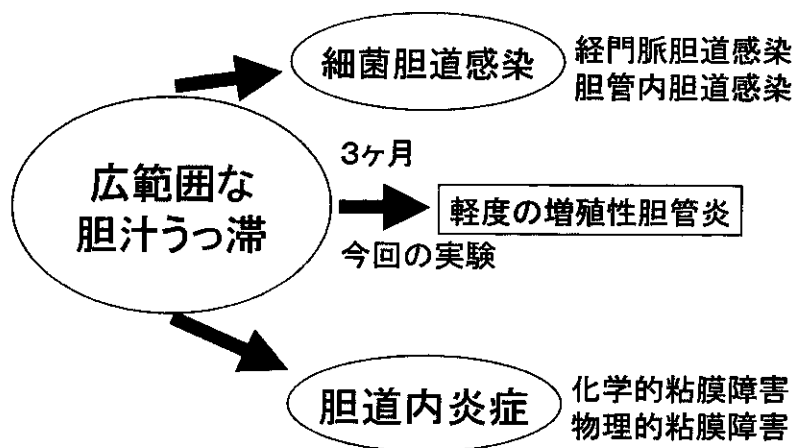 細菌胆道感染
経門脈胆道感染
胆管内胆道感染
広範囲な
胆汁うっ滞
3ヶ月
軽度の増殖性胆管炎
今回の実験
胆道内炎症
化学的粘膜障害
物理的粘膜障害